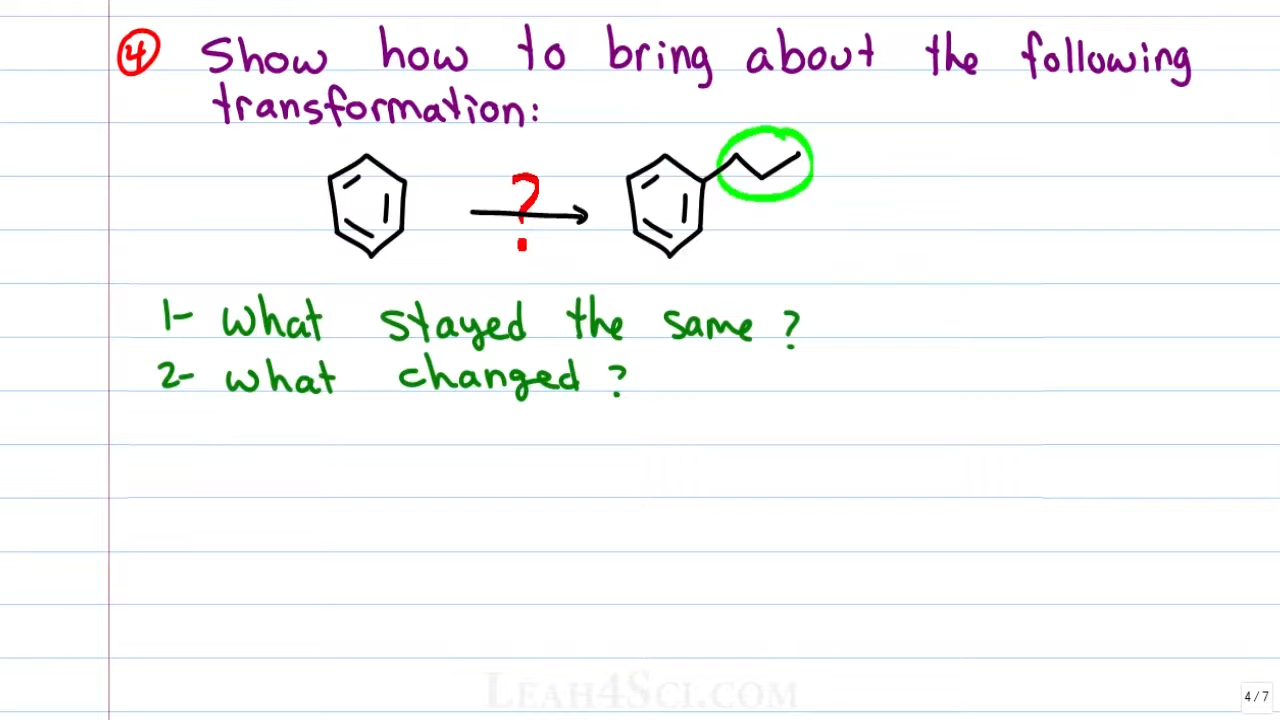 4 Show how to bring about the following
transformation:
?
1- What stayed the same ?
2- What changed ?
LEAH4SCI.COM
4 / 7